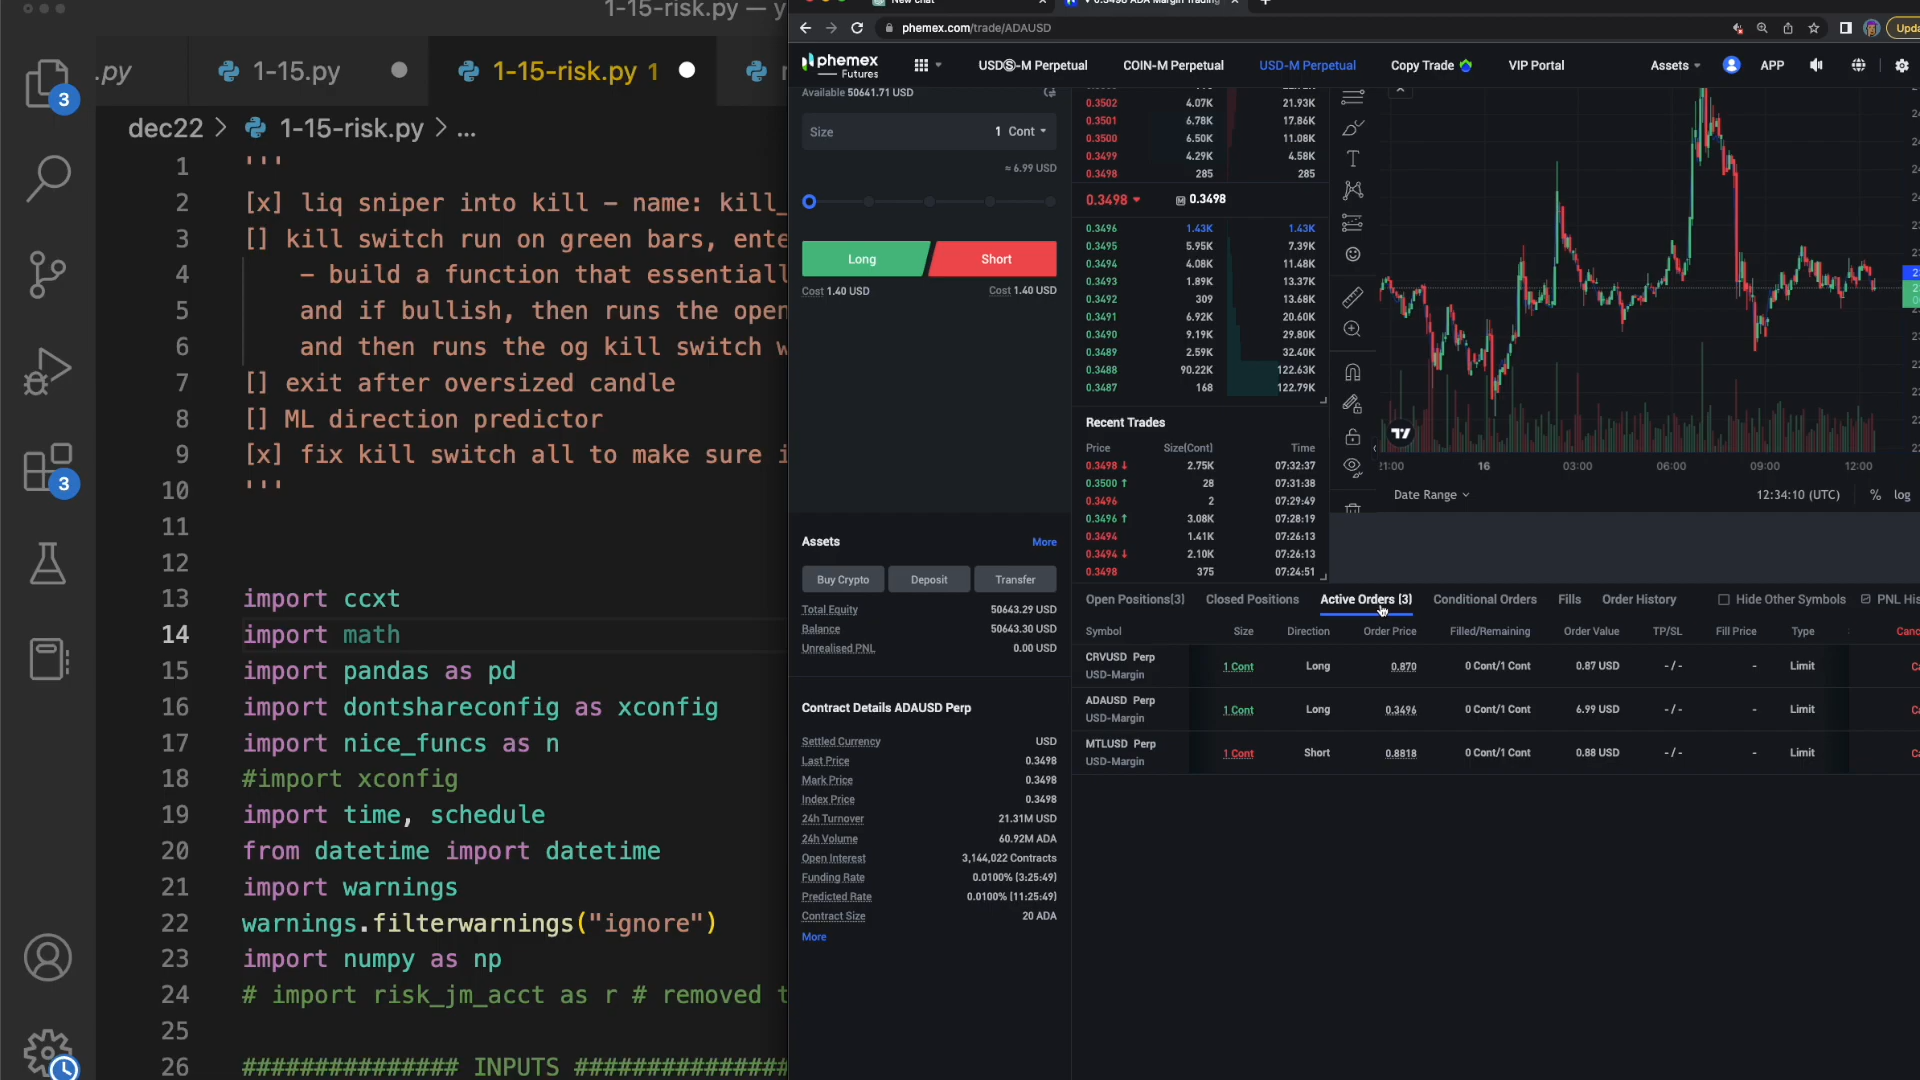 1-15-risk.py — y
.py
1-15.py
1-15-risk.py 1
dec22 > 1-15-risk.py > ...
1 '''
2 [x] liq sniper into kill – name: kill_
3 [] kill switch run on green bars, ente
4 – build a function that essentiall
5 and if bullish, then runs the open
6 and then runs the og kill switch w
7 [] exit after oversized candle
8 [] ML direction predictor
9 [x] fix kill switch all to make sure i
10 '''
11
12
13 import ccxt
14 import math
15 import pandas as pd
16 import dontshareconfig as xconfig
17 import nice_funcs as n
18 #import xconfig
19 import time, schedule
20 from datetime import datetime
21 import warnings
22 warnings.filterwarnings("ignore")
23 import numpy as np
24 # import risk_jm_acct as r # removed t
25
26 ############### INPUTS ###############
3
3
New chat
0.3498 ADA Margin Trading
phemex.com/trade/ADAUSD
Upda
phemex
Futures
USDⓈ-M Perpetual
COIN-M Perpetual
USD-M Perpetual
Copy Trade
VIP Portal
Assets
APP
Available 50641.71 USD
Size 1 Cont
≈ 6.99 USD
Long
Short
Cost 1.40 USD
Cost 1.40 USD
0.3502 4.07K 21.93K
0.3501 6.78K 17.86K
0.3500 6.50K 11.08K
0.3499 4.29K 4.58K
0.3498 285 285
0.3498 0.3498
0.3496 1.43K 1.43K
0.3495 5.95K 7.39K
0.3494 4.08K 11.48K
0.3493 1.89K 13.37K
0.3492 309 13.68K
0.3491 6.92K 20.60K
0.3490 9.19K 29.80K
0.3489 2.59K 32.40K
0.3488 90.22K 122.63K
0.3487 168 122.79K
Recent Trades
Price Size(Cont) Time
0.3498 ↓ 2.75K 07:32:37
0.3500 ↑ 28 07:31:38
0.3496 2 07:29:49
0.3496 ↑ 3.08K 07:28:19
0.3494 1.41K 07:26:13
0.3494 ↓ 2.10K 07:26:13
0.3498 375 07:24:51
21:00 16 03:00 06:00 09:00 12:00
Date Range
12:34:10 (UTC) % log
Assets More
Buy Crypto
Deposit
Transfer
Total Equity 50643.29 USD
Balance 50643.30 USD
Unrealised PNL 0.00 USD
Contract Details ADAUSD Perp
Settled Currency USD
Last Price 0.3498
Mark Price 0.3498
Index Price 0.3498
24h Turnover 21.31M USD
24h Volume 60.92M ADA
Open Interest 3,144,022 Contracts
Funding Rate 0.0100% [3:25:49]
Predicted Rate 0.0100% [11:25:49]
Contract Size 20 ADA
More
Open Positions[3]
Closed Positions
Active Orders [3]
Conditional Orders
Fills
Order History
Hide Other Symbols
PNL His
Symbol Size Direction Order Price Filled/Remaining Order Value TP/SL Fill Price Type Canc
CRVUSD Perp
USD-Margin
1 Cont Long 0.870 0 Cont/1 Cont 0.87 USD - / - - Limit Ca
ADAUSD Perp
USD-Margin
1 Cont Long 0.3496 0 Cont/1 Cont 6.99 USD - / - - Limit Ca
MTLUSD Perp
USD-Margin
1 Cont Short 0.8818 0 Cont/1 Cont 0.88 USD - / - - Limit Ca